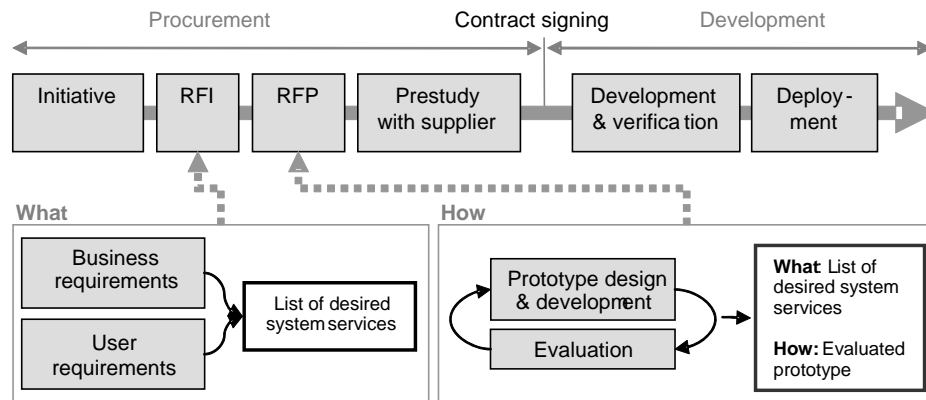 Procurement
Contract signing
Development
Initiative
RFI
RFP
Prestudy
with supplier
Development
& verification
Deploy-
ment
What
Business
requirements
User
requirements
List of desired
system services
How
Prototype design
& development
Evaluation
What: List of
desired system
services
How: Evaluated
prototype